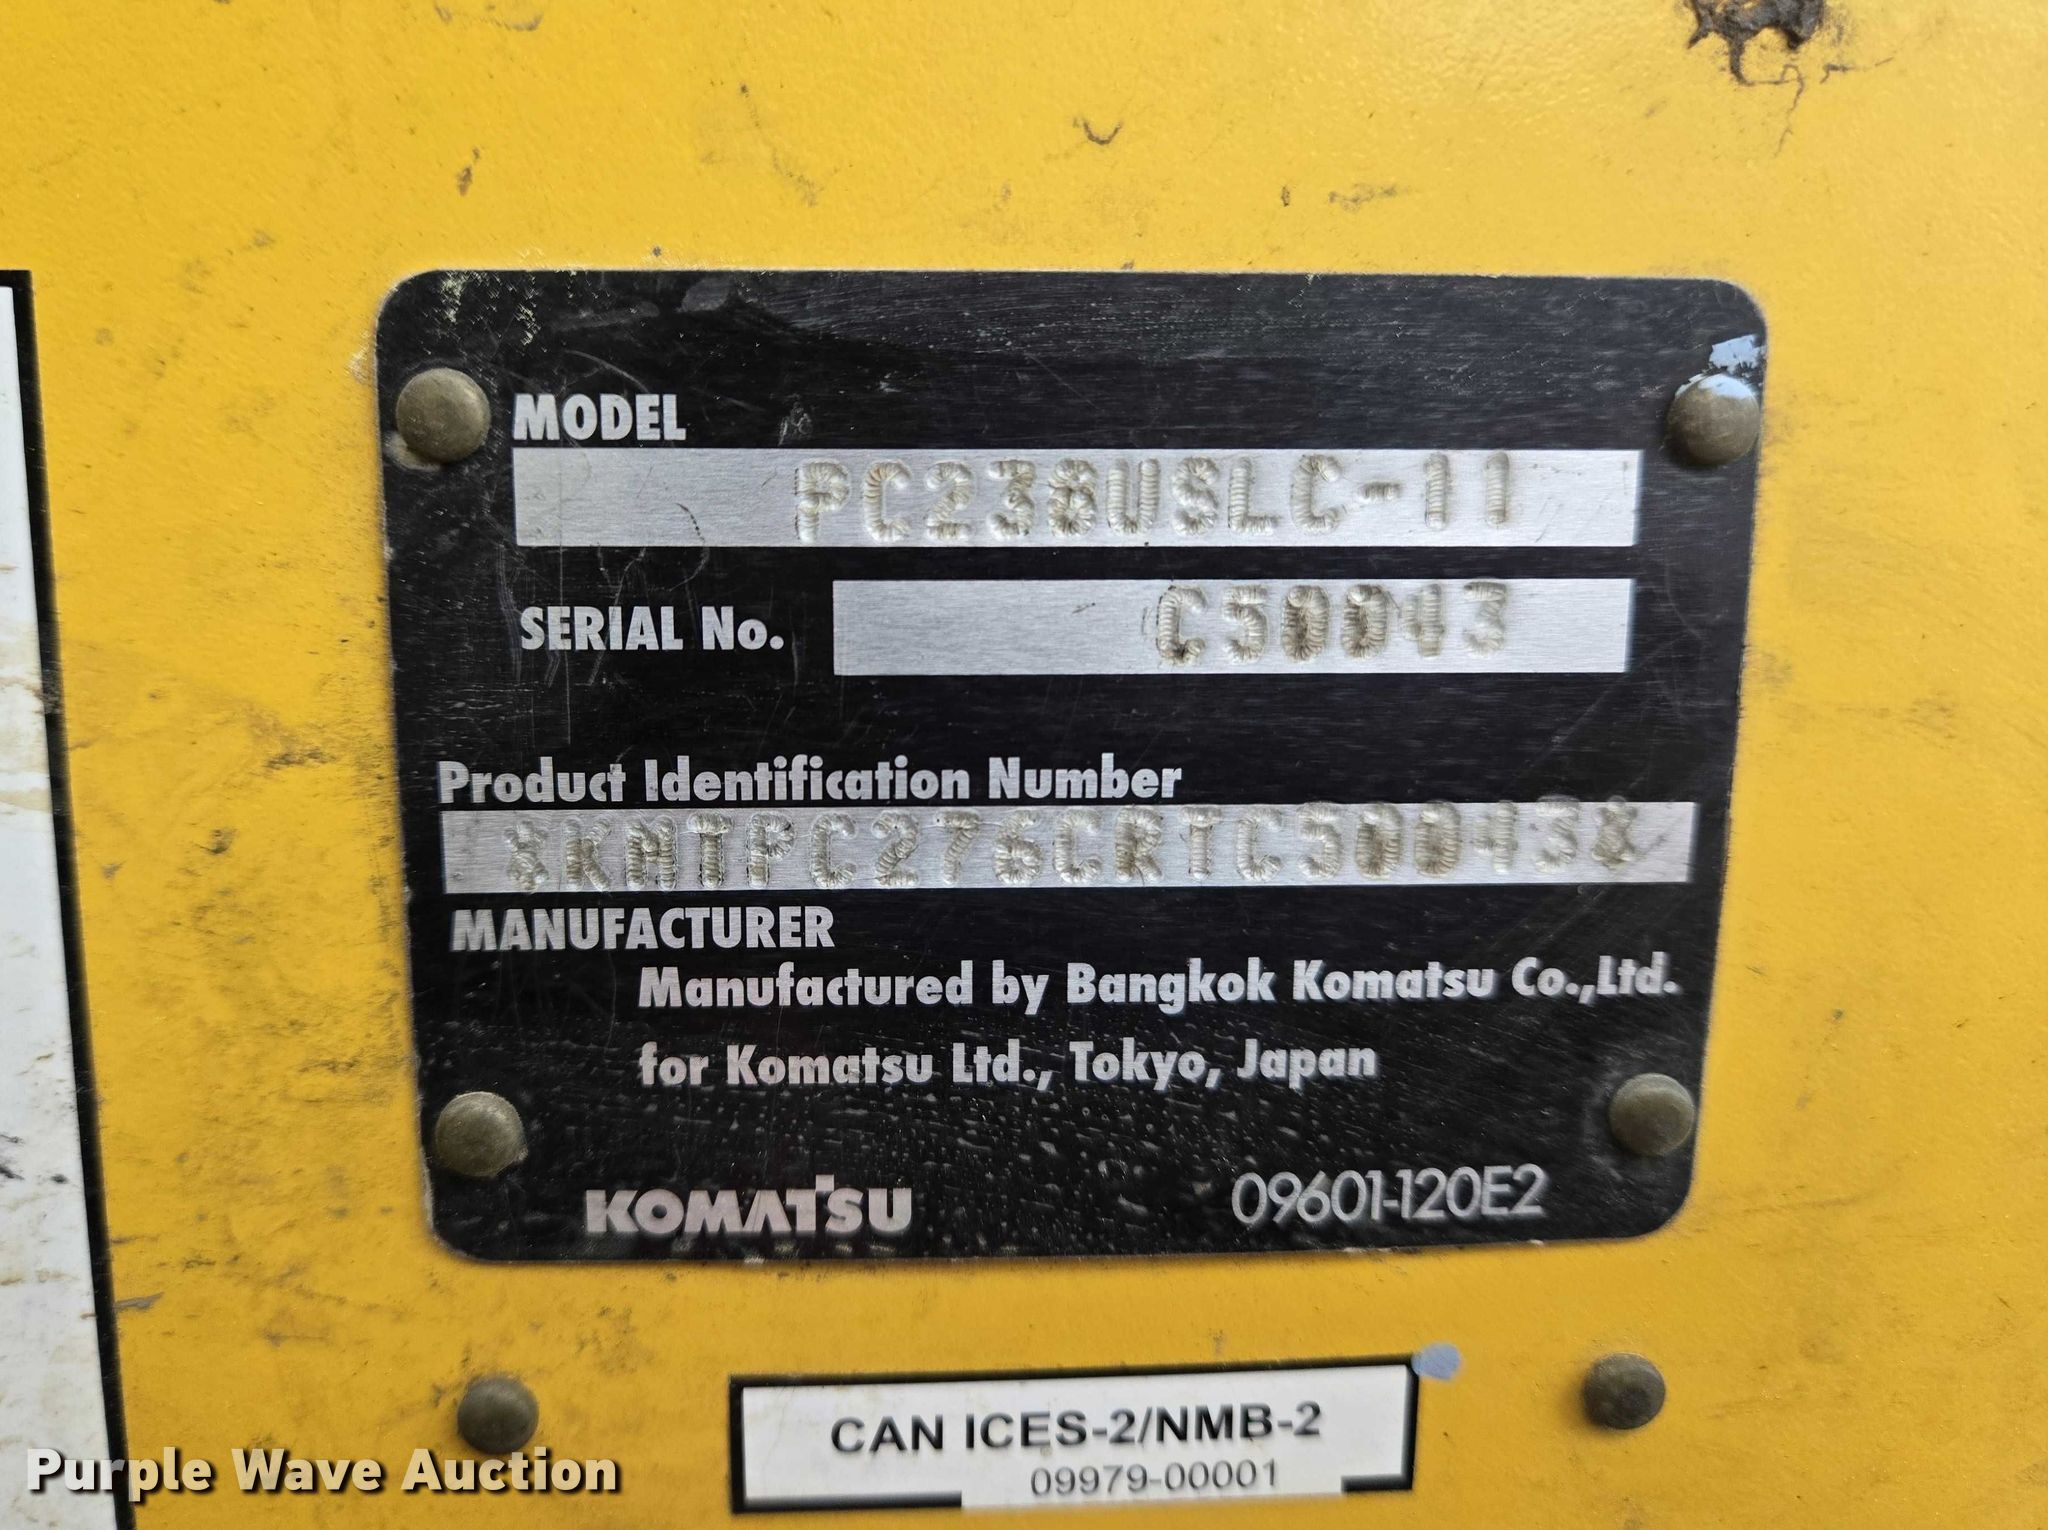 MODEL
PC238USLC-11
SERIAL No.
C50043
Product Identification Number
*KMTPC276CRTC50043*
MANUFACTURER
Manufactured by Bangkok Komatsu Co.,Ltd.
for Komatsu Ltd., Tokyo, Japan
KOMATSU
09601-120E2
CAN ICES-2/NMB-2
09979-00001
Purple Wave Auction